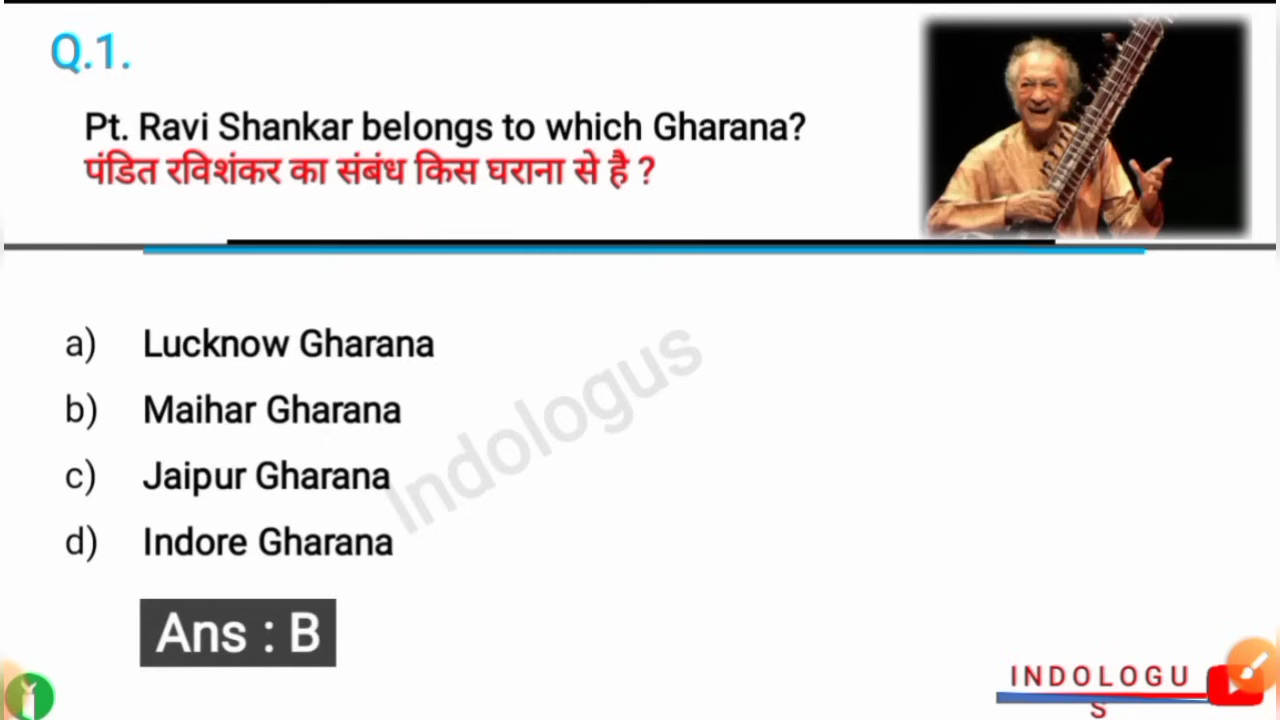 Q.1.
Pt. Ravi Shankar belongs to which Gharana?
पंडित रविशंकर का संबंध किस घराना से है ?
a) Lucknow Gharana
b) Maihar Gharana
c) Jaipur Gharana
d) Indore Gharana
Indologus
Ans : B
INDOLOGU
S